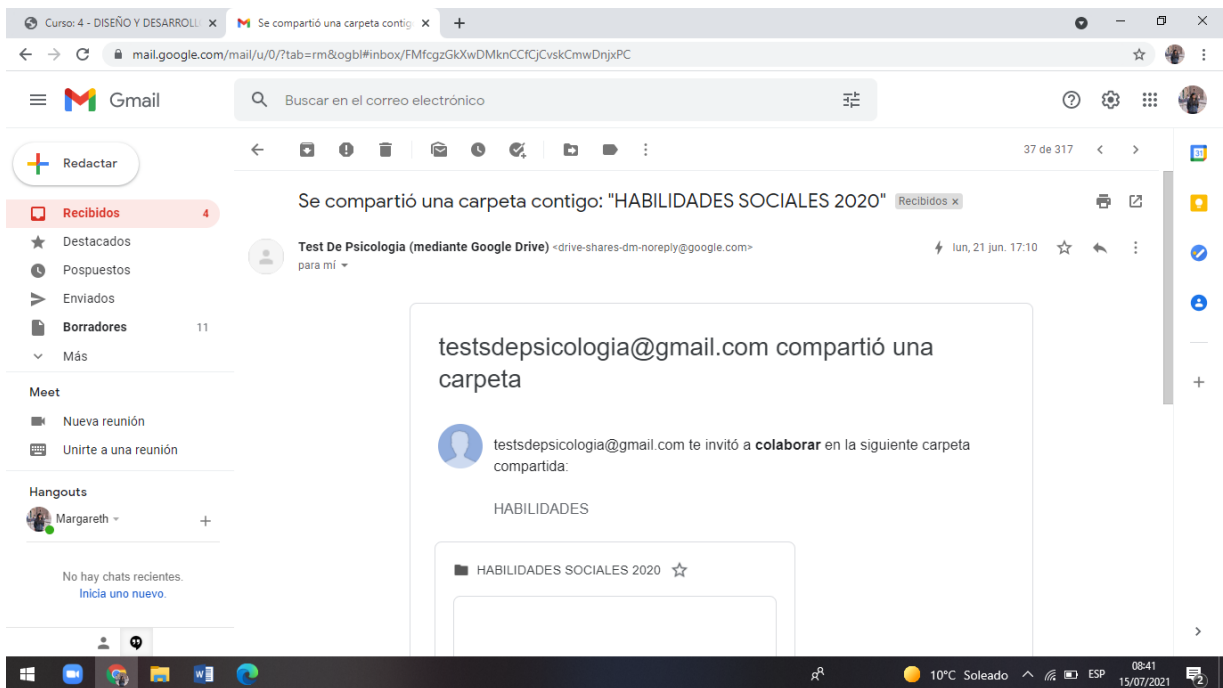 Curso: 4 - DISEÑO Y DESARROLL
Se compartió una carpeta contig
mail.google.com/mail/u/0/?tab=rm&ogbl#inbox/FMfcgzGkXwDMknCCfCjCvskCmwDnjxPC
Gmail
Buscar en el correo electrónico
Redactar
37 de 317
31
Recibidos 4
Destacados
Pospuestos
Enviados
Borradores 11
Más
Meet
Nueva reunión
Unirte a una reunión
Hangouts
Margareth
No hay chats recientes.
Inicia uno nuevo.
Se compartió una carpeta contigo: "HABILIDADES SOCIALES 2020" Recibidos x
Test De Psicologia (mediante Google Drive) <drive-shares-dm-noreply@google.com>
lun, 21 jun. 17:10
para mí
testsdepsicologia@gmail.com compartió una
carpeta
testsdepsicologia@gmail.com te invitó a colaborar en la siguiente carpeta
compartida:
HABILIDADES
HABILIDADES SOCIALES 2020
10°C Soleado
ESP
08:41
15/07/2021
2